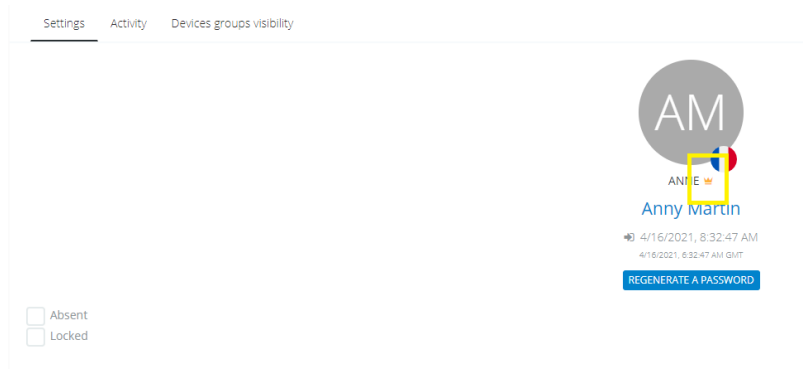 Settings Activity Devices groups visibility
AM
ANNE
Anny Martin
4/16/2021, 8:32:47 AM
4/16/2021, 6:32:47 AM GMT
REGENERATE A PASSWORD
Absent
Locked